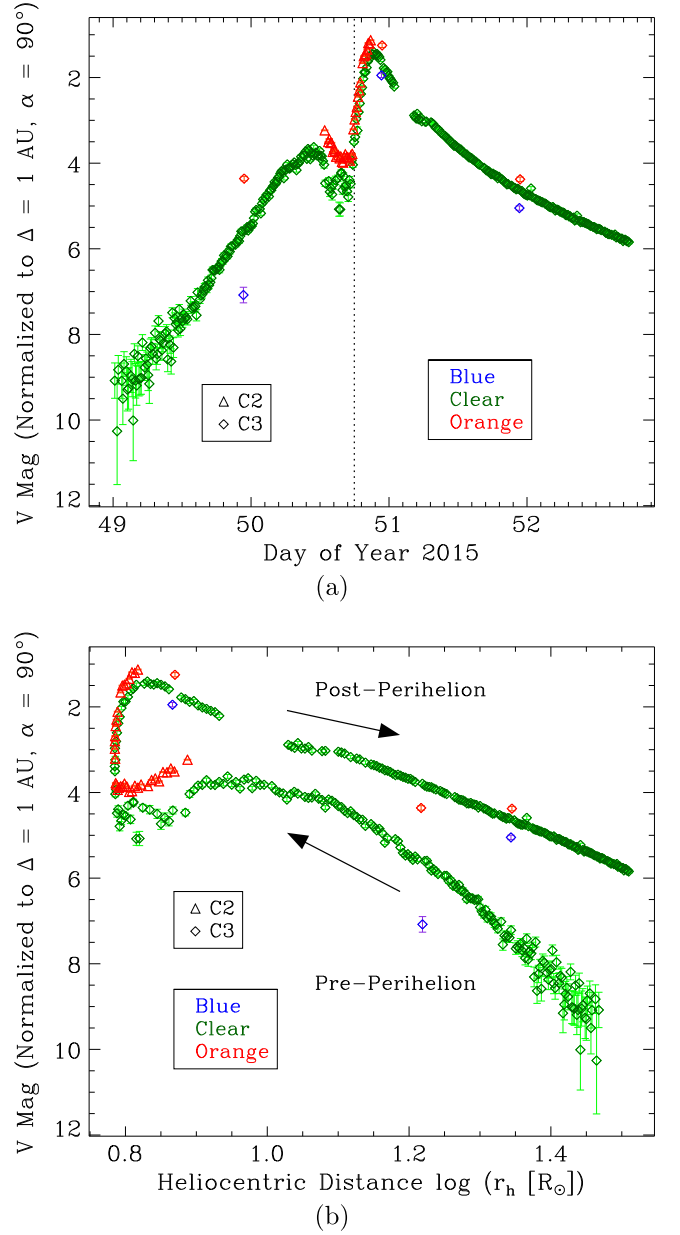 V Mag (Normalized to Δ = 1 AU, α = 90°)
2
4
6
8
10
12
△ C2
◇ C3
Blue
Clear
Orange
49 50 51 52
Day of Year 2015
(a)
V Mag (Normalized to Δ = 1 AU, α = 90°)
2
4
6
8
10
12
Post-Perihelion
△ C2
◇ C3
Pre-Perihelion
Blue
Clear
Orange
0.8 1.0 1.2 1.4
Heliocentric Distance log (r_h [R_⊙])
(b)